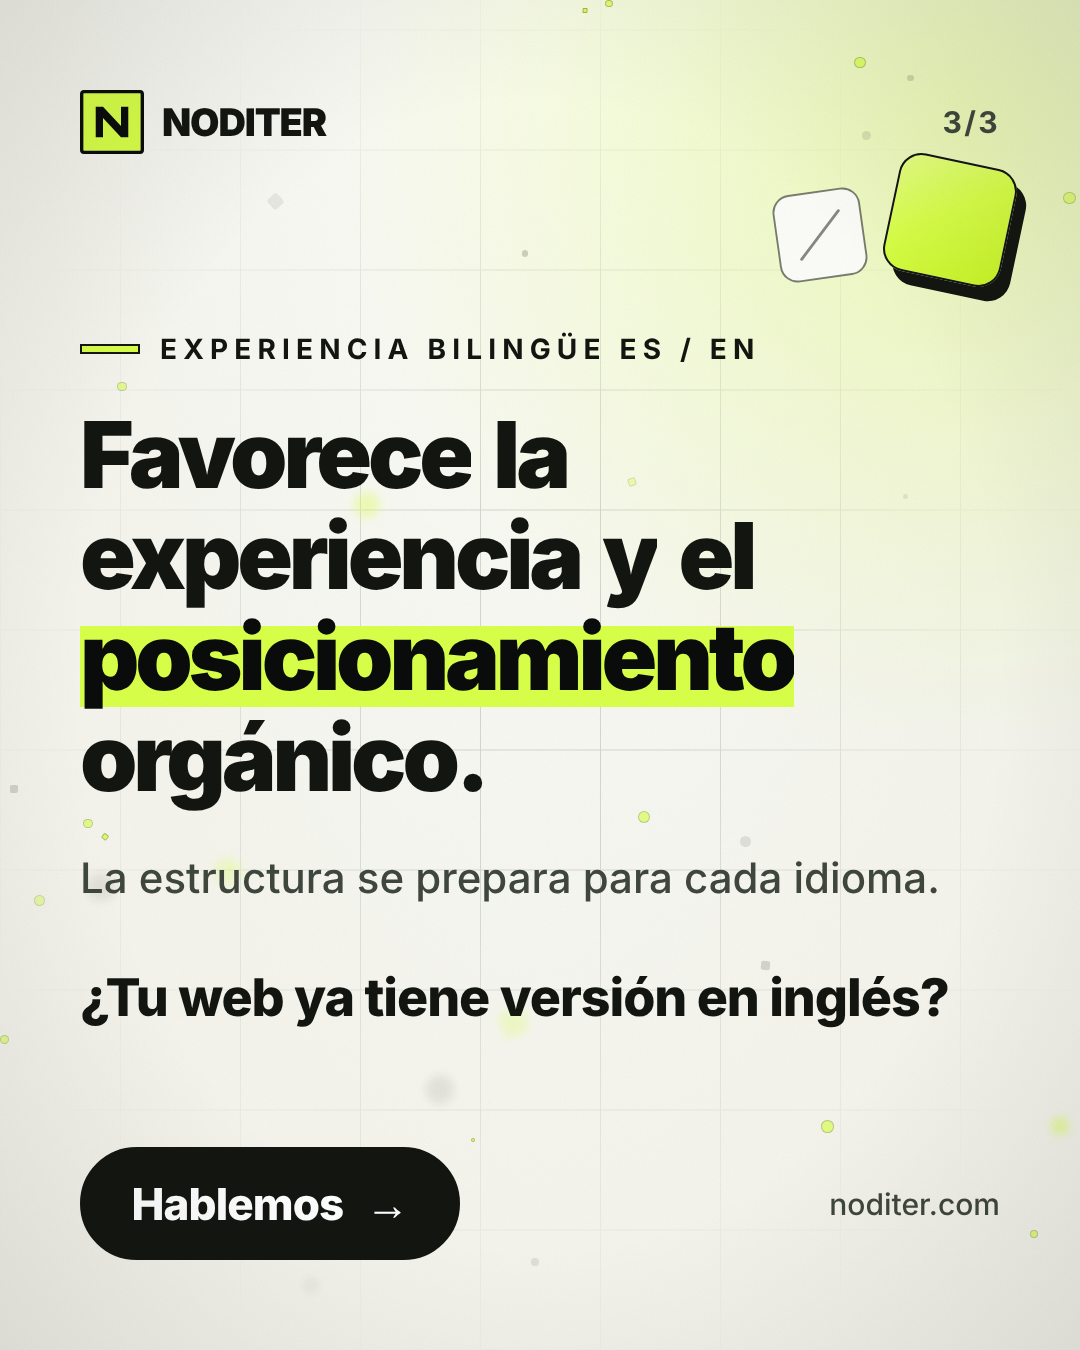 N NODITER
3/3
EXPERIENCIA BILINGÜE ES / EN
Favorece la
experiencia y el
posicionamiento
orgánico.
La estructura se prepara para cada idioma.
¿Tu web ya tiene versión en inglés?
Hablemos →
noditer.com